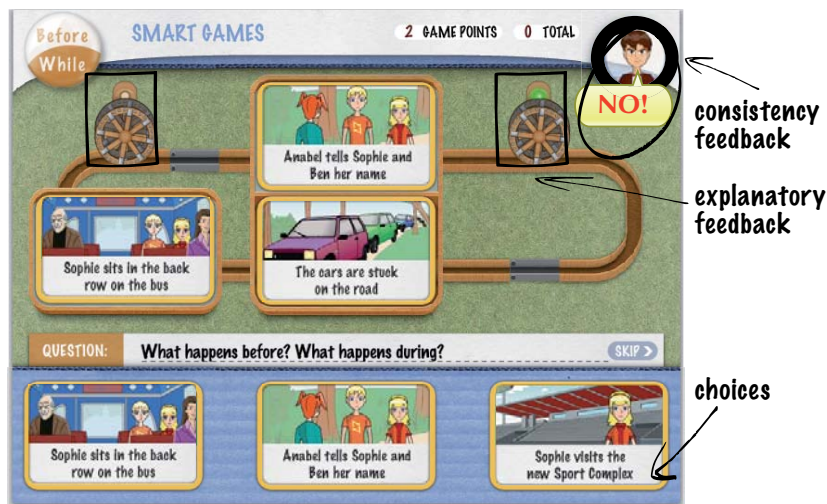 Before
While
SMART GAMES
2 GAME POINTS
0 TOTAL
NO!
consistency
feedback
explanatory
feedback
Anabel tells Sophie and
Ben her name
Sophie sits in the back
row on the bus
The cars are stuck
on the road
QUESTION:
What happens before? What happens during?
SKIP >
choices
Sophie sits in the back
row on the bus
Anabel tells Sophie and
Ben her name
Sophie visits the
new Sport Complex